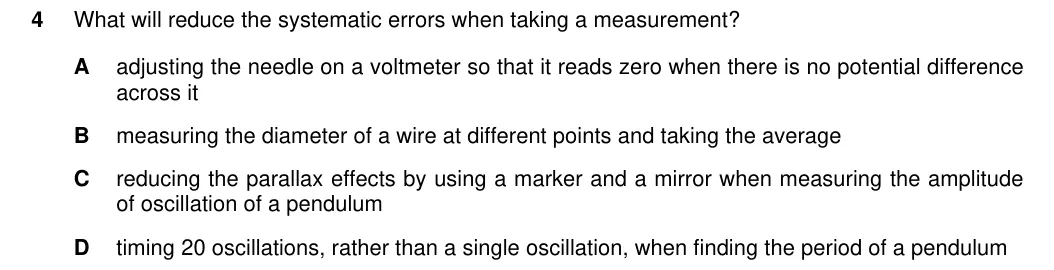 4 What will reduce the systematic errors when taking a measurement?
A adjusting the needle on a voltmeter so that it reads zero when there is no potential difference
across it
B measuring the diameter of a wire at different points and taking the average
C reducing the parallax effects by using a marker and a mirror when measuring the amplitude
of oscillation of a pendulum
D timing 20 oscillations, rather than a single oscillation, when finding the period of a pendulum